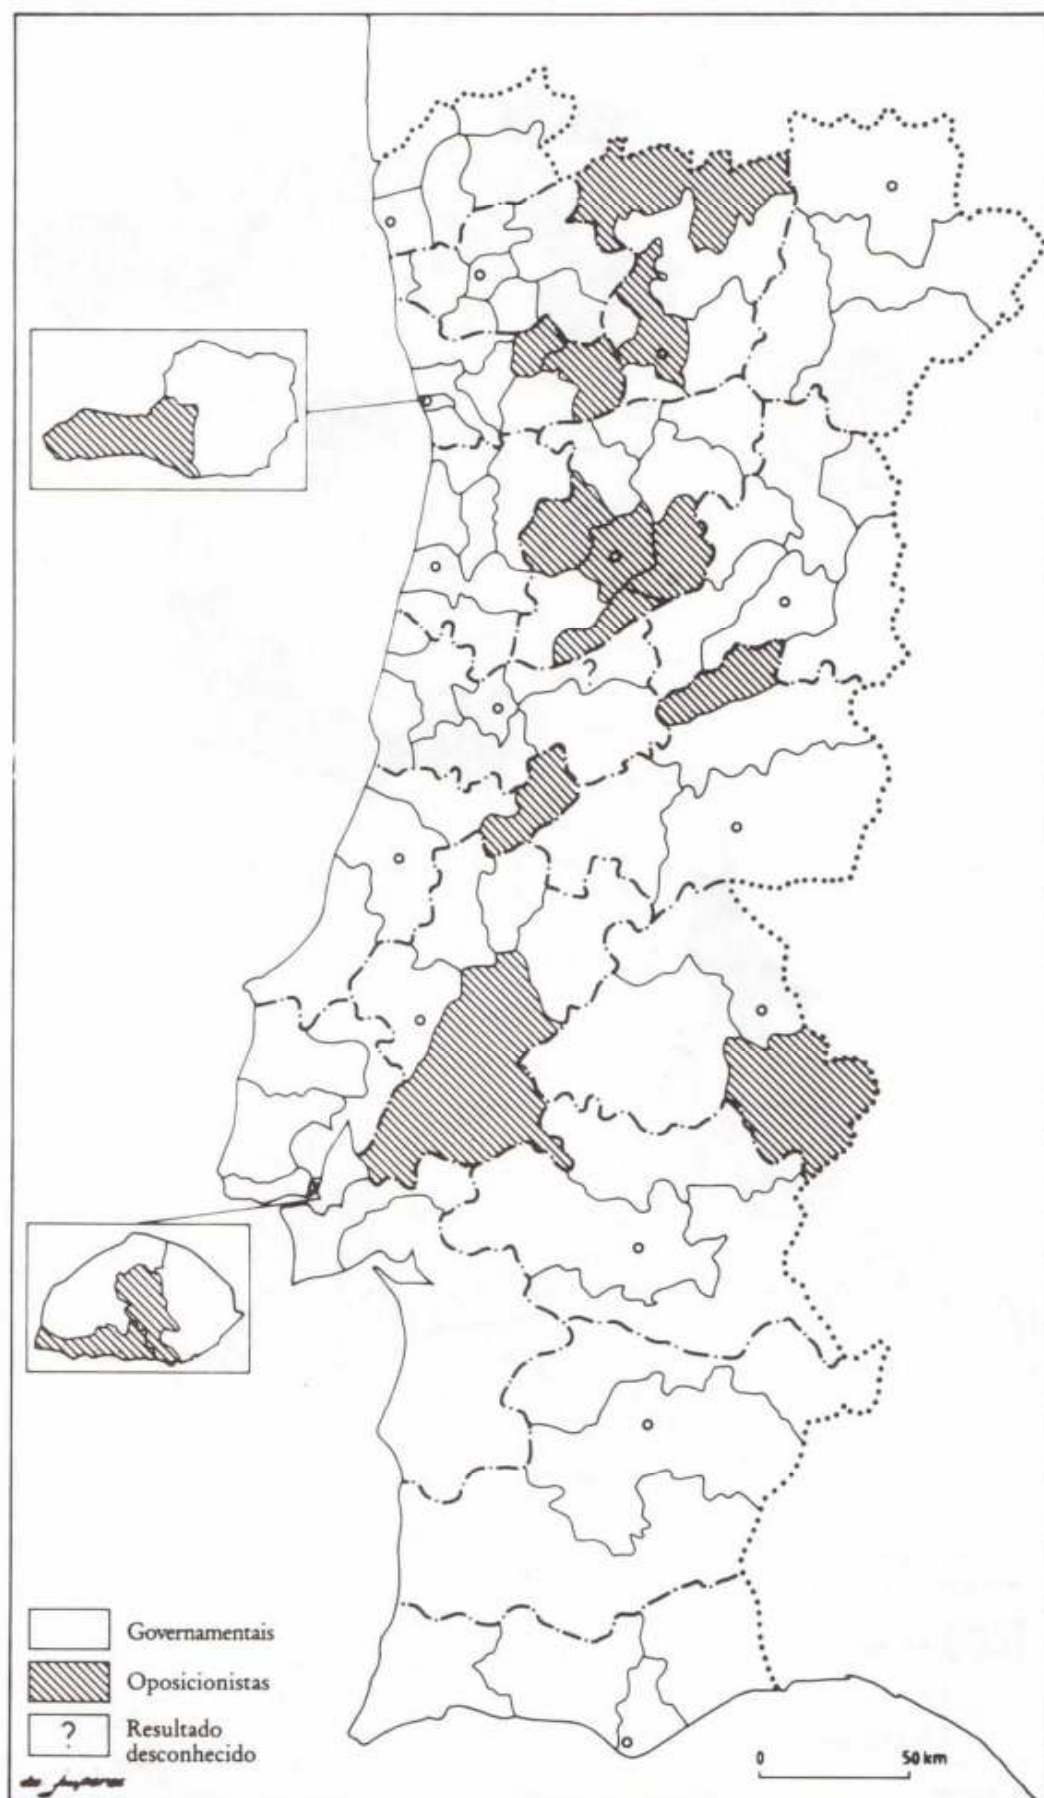 ?
Governamentais
Oposicionistas
?
Resultado
desconhecido
0 50 km